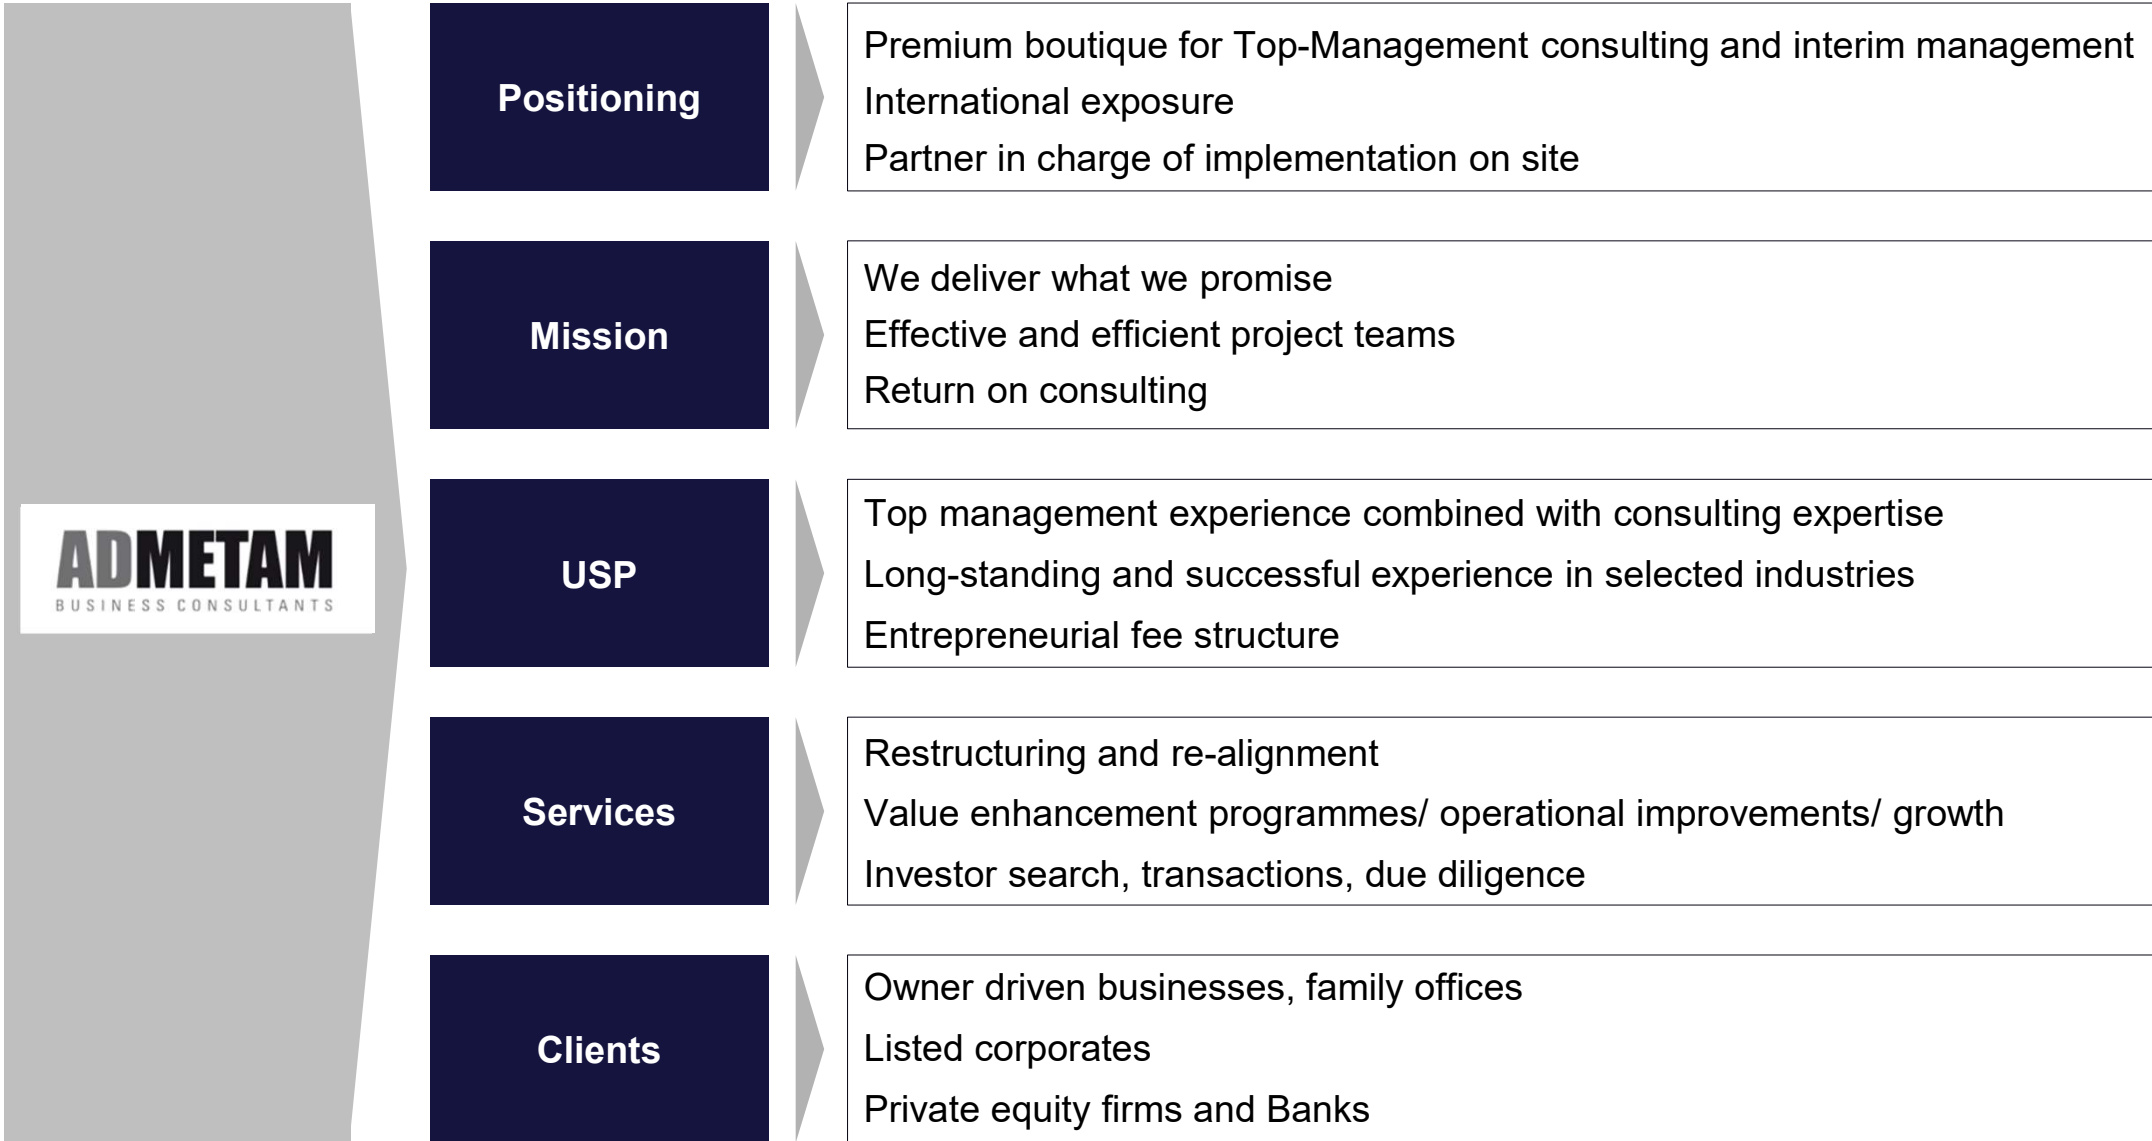 ADMETAM
BUSINESS CONSULTANTS
Positioning
Premium boutique for Top-Management consulting and interim management
International exposure
Partner in charge of implementation on site
Mission
We deliver what we promise
Effective and efficient project teams
Return on consulting
USP
Top management experience combined with consulting expertise
Long-standing and successful experience in selected industries
Entrepreneurial fee structure
Services
Restructuring and re-alignment
Value enhancement programmes/ operational improvements/ growth
Investor search, transactions, due diligence
Clients
Owner driven businesses, family offices
Listed corporates
Private equity firms and Banks